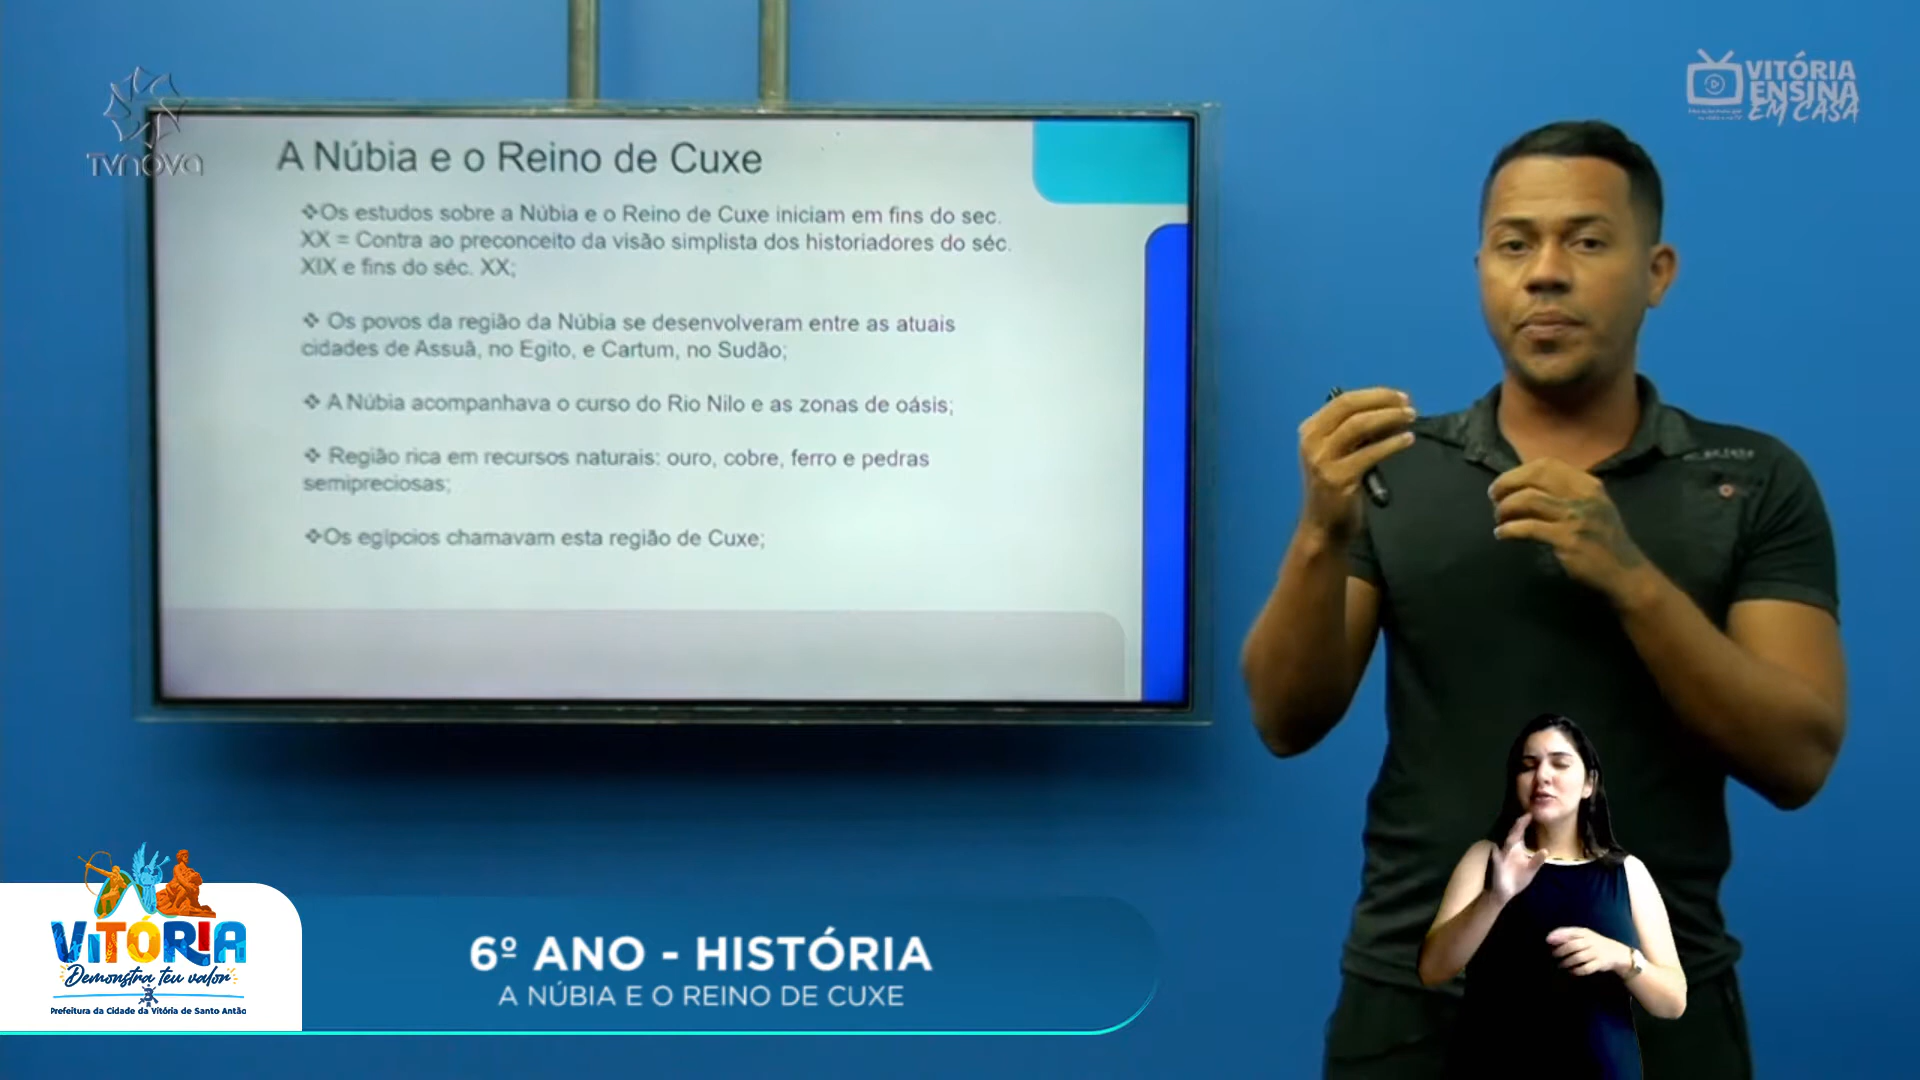 TVNOVA
VITÓRIA
ENSINA
EM CASA
A Núbia e o Reino de Cuxe
❖Os estudos sobre a Núbia e o Reino de Cuxe iniciam em fins do sec.
XX = Contra ao preconceito da visão simplista dos historiadores do séc.
XIX e fins do séc. XX;
❖ Os povos da região da Núbia se desenvolveram entre as atuais
cidades de Assuã, no Egito, e Cartum, no Sudão;
❖ A Núbia acompanhava o curso do Rio Nilo e as zonas de oásis;
❖ Região rica em recursos naturais: ouro, cobre, ferro e pedras
semipreciosas;
❖Os egípcios chamavam esta região de Cuxe;
VITÓRIA
Demonstra teu valor
Prefeitura da Cidade da Vitória de Santo Antão
6º ANO - HISTÓRIA
A NÚBIA E O REINO DE CUXE